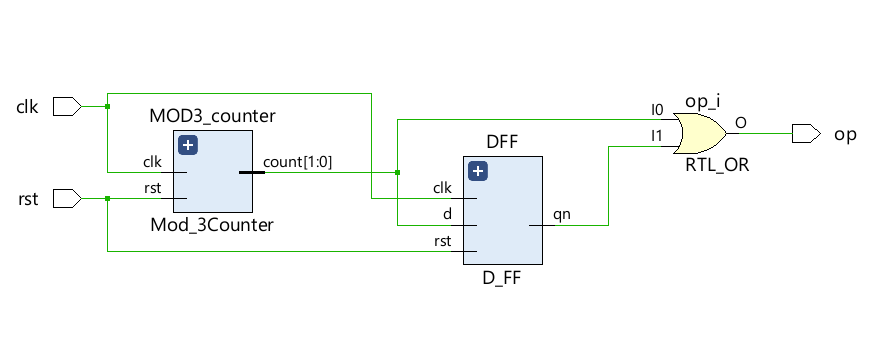 clk
rst
MOD3_counter
+
clk
rst
count[1:0]
Mod_3Counter
DFF
+
clk
d
rst
qn
D_FF
op_i
I0
I1
O
RTL_OR
op